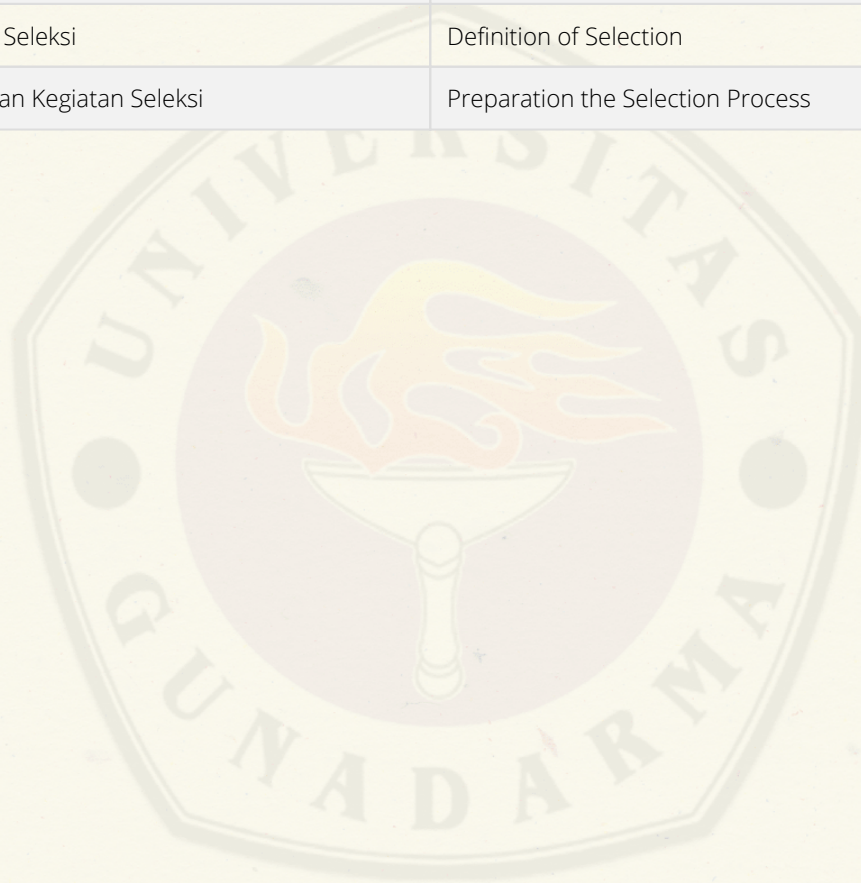 Seleksi Definition of Selection
an Kegiatan Seleksi Preparation the Selection Process
UNIVERSITAS
GUNADARMA